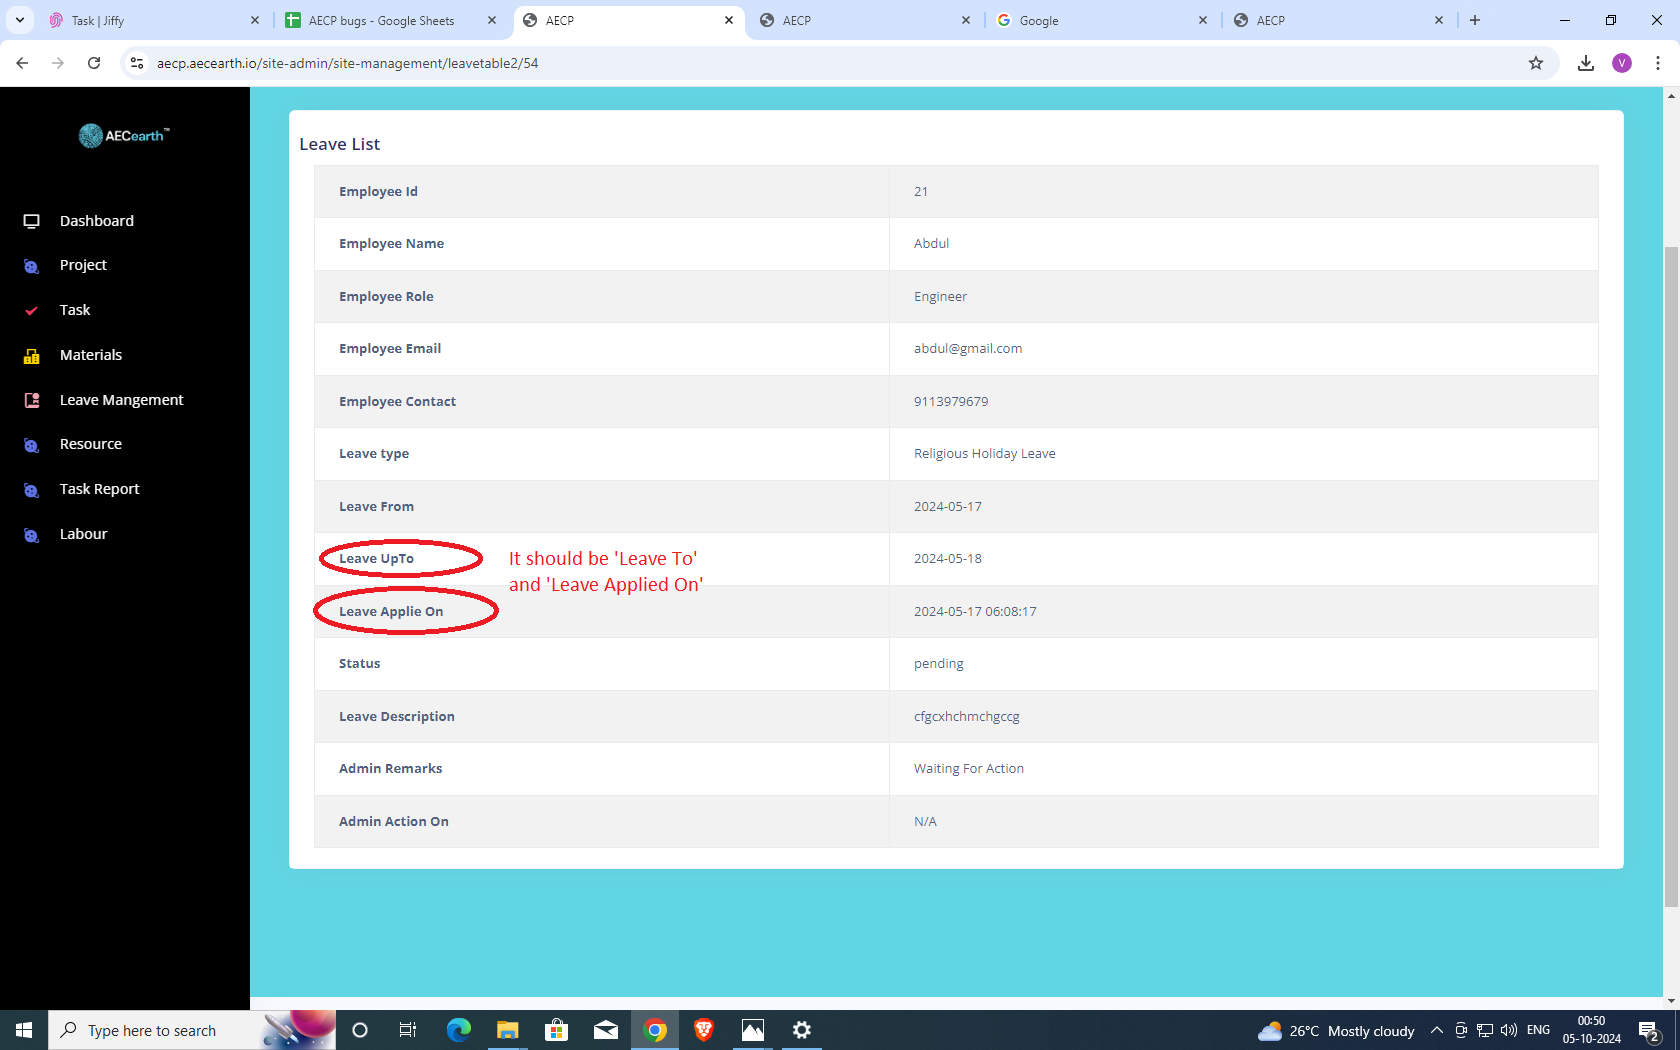 Task | Jiffy
AECP bugs - Google Sheets
AECP
AECP
Google
AECP
aecp.aecearth.io/site-admin/site-management/leavetable2/54
V
AECearth™
Dashboard
Project
Task
Materials
Leave Mangement
Resource
Task Report
Labour
Leave List
Employee Id 21
Employee Name Abdul
Employee Role Engineer
Employee Email abdul@gmail.com
Employee Contact 9113979679
Leave type Religious Holiday Leave
Leave From 2024-05-17
Leave UpTo 2024-05-18
It should be 'Leave To'
and 'Leave Applied On'
Leave Applie On 2024-05-17 06:08:17
Status pending
Leave Description cfgcxhchmchgccg
Admin Remarks Waiting For Action
Admin Action On N/A
Type here to search
26°C Mostly cloudy
ENG
00:50
05-10-2024
2